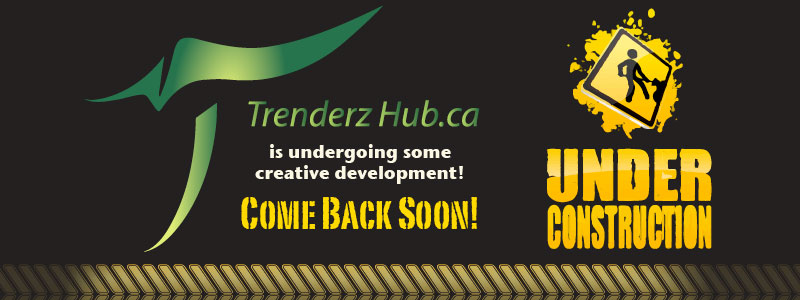 Trenderz Hub.ca
is undergoing some
creative development!
COME BACK SOON!
UNDER
CONSTRUCTION